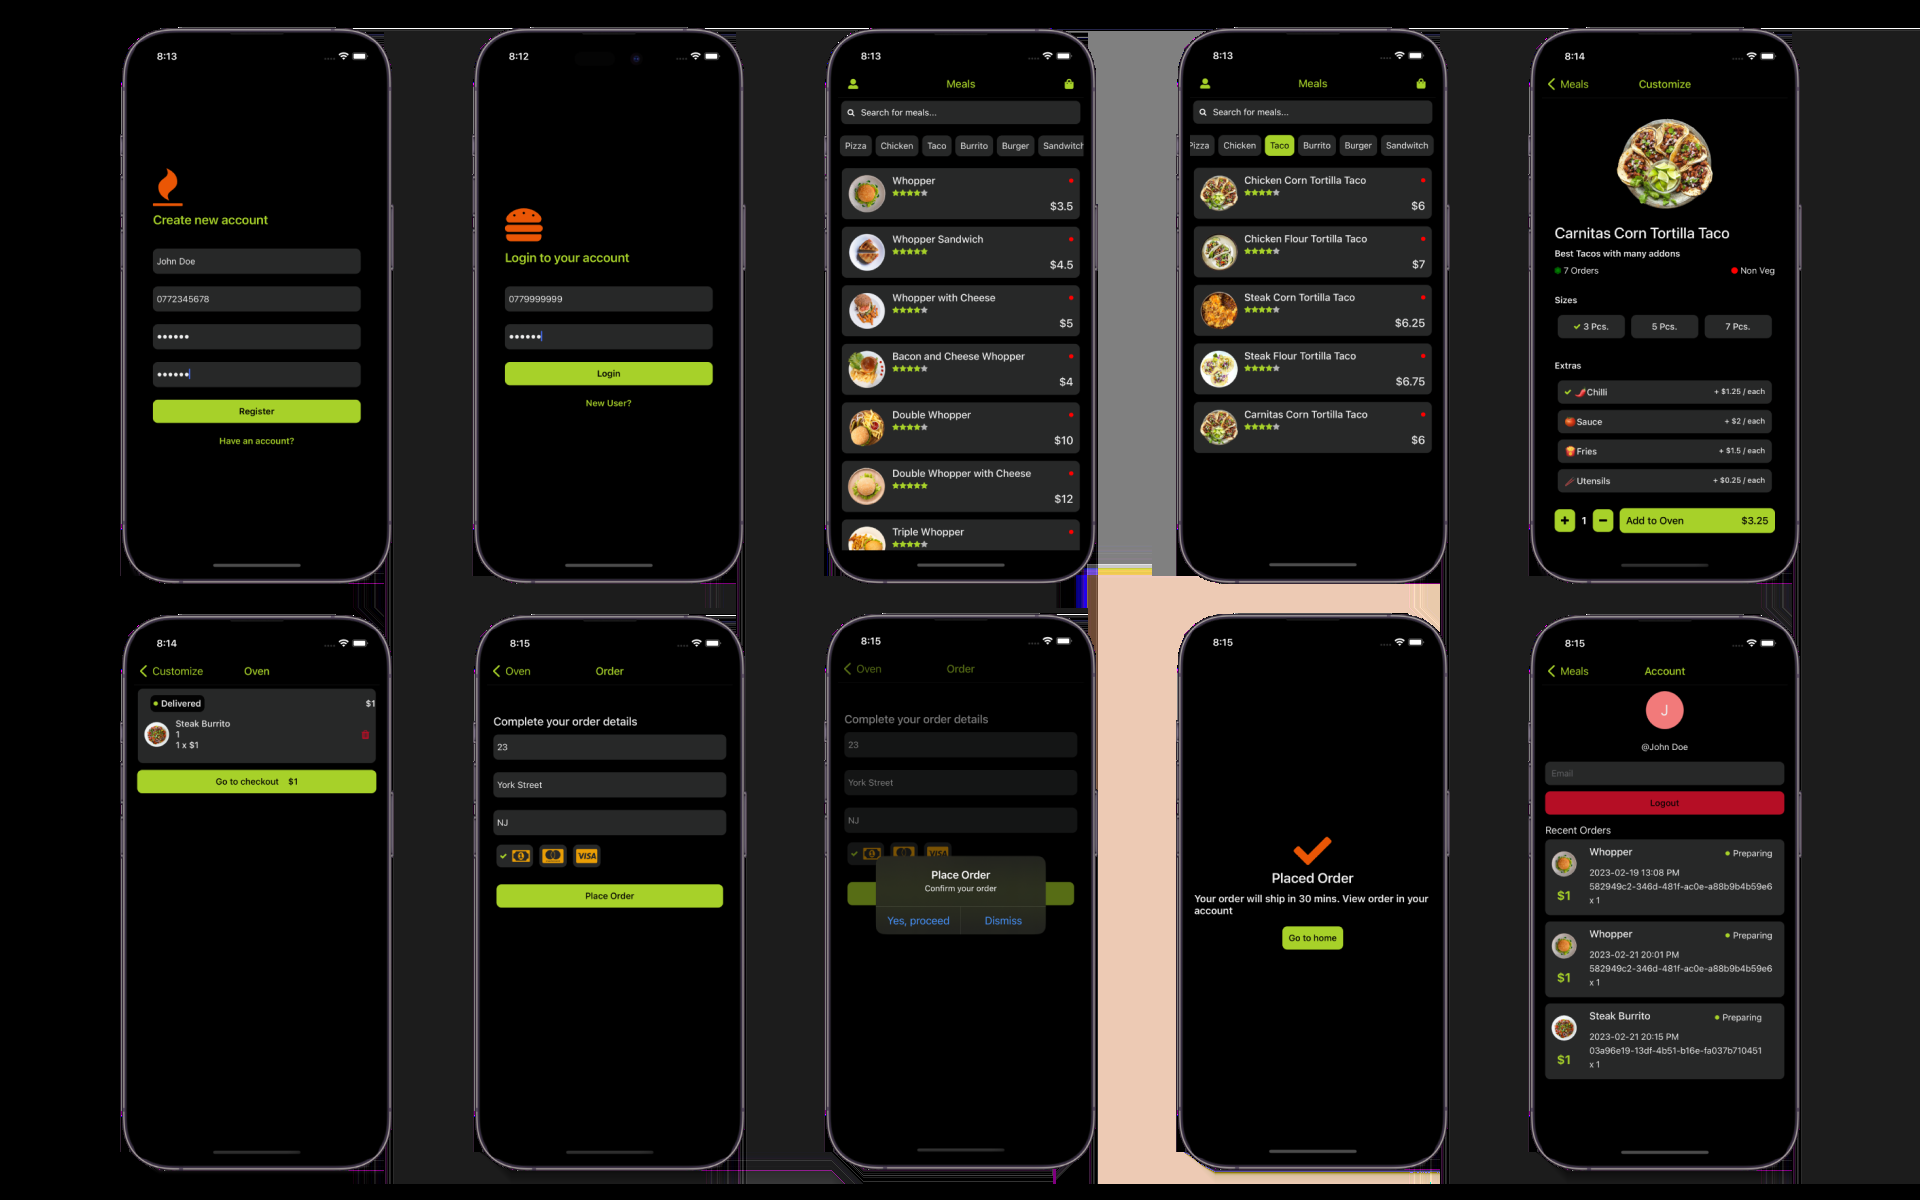 8:13
Create new account
John Doe
0772345678
••••••
••••••
Register
Have an account?
8:12
Login to your account
0779999999
••••••
Login
New User?
8:13
Meals
Search for meals...
Pizza Chicken Taco Burrito Burger Sandwitch
Whopper
$3.5
Whopper Sandwich
$4.5
Whopper with Cheese
$5
Bacon and Cheese Whopper
$4
Double Whopper
$10
Double Whopper with Cheese
$12
Triple Whopper
8:13
Meals
Search for meals...
Pizza Chicken Taco Burrito Burger Sandwitch
Chicken Corn Tortilla Taco
$6
Chicken Flour Tortilla Taco
$7
Steak Corn Tortilla Taco
$6.25
Steak Flour Tortilla Taco
$6.75
Carnitas Corn Tortilla Taco
$6
8:14
Meals Customize
Carnitas Corn Tortilla Taco
Best Tacos with many addons
7 Orders Non Veg
Sizes
3 Pcs. 5 Pcs. 7 Pcs.
Extras
Chilli + $1.25 / each
Sauce + $2 / each
Fries + $1.5 / each
Utensils + $0.25 / each
+ 1 − Add to Oven $3.25
8:14
Customize Oven
Delivered $1
Steak Burrito
1
1 x $1
Go to checkout $1
8:15
Oven Order
Complete your order details
23
York Street
NJ
VISA
Place Order
8:15
Oven Order
Complete your order details
23
York Street
NJ
VISA
Place Order
Confirm your order
Yes, proceed Dismiss
8:15
Placed Order
Your order will ship in 30 mins. View order in your
account
Go to home
8:15
Meals Account
J
@John Doe
Email
Logout
Recent Orders
Whopper Preparing
2023-02-19 13:08 PM
582949c2-346d-481f-ac0e-a88b9b4b59e6
$1
x 1
Whopper Preparing
2023-02-21 20:01 PM
582949c2-346d-481f-ac0e-a88b9b4b59e6
$1
x 1
Steak Burrito Preparing
2023-02-21 20:15 PM
03a96e19-13df-4b51-b16e-fa037b710451
$1
x 1